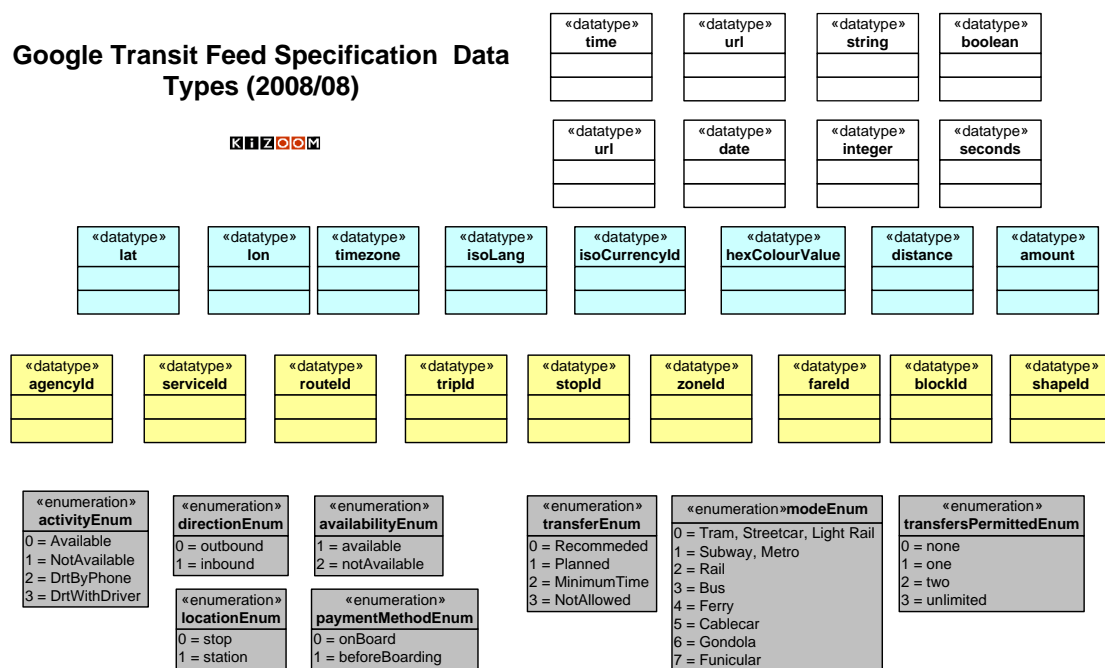 Google Transit Feed Specification Data
Types (2008/08)
KiZOOM
«datatype»
time
«datatype»
url
«datatype»
string
«datatype»
boolean
«datatype»
url
«datatype»
date
«datatype»
integer
«datatype»
seconds
«datatype»
lat
«datatype»
lon
«datatype»
timezone
«datatype»
isoLang
«datatype»
isoCurrencyId
«datatype»
hexColourValue
«datatype»
distance
«datatype»
amount
«datatype»
agencyId
«datatype»
serviceId
«datatype»
routeId
«datatype»
tripId
«datatype»
stopId
«datatype»
zoneId
«datatype»
fareId
«datatype»
blockId
«datatype»
shapeId
«enumeration»
activityEnum
0 = Available
1 = NotAvailable
2 = DrtByPhone
3 = DrtWithDriver
«enumeration»
directionEnum
0 = outbound
1 = inbound
«enumeration»
availabilityEnum
1 = available
2 = notAvailable
«enumeration»
locationEnum
0 = stop
1 = station
«enumeration»
paymentMethodEnum
0 = onBoard
1 = beforeBoarding
«enumeration»
transferEnum
0 = Recommeded
1 = Planned
2 = MinimumTime
3 = NotAllowed
«enumeration»modeEnum
0 = Tram, Streetcar, Light Rail
1 = Subway, Metro
2 = Rail
3 = Bus
4 = Ferry
5 = Cablecar
6 = Gondola
7 = Funicular
«enumeration»
transfersPermittedEnum
0 = none
1 = one
2 = two
3 = unlimited